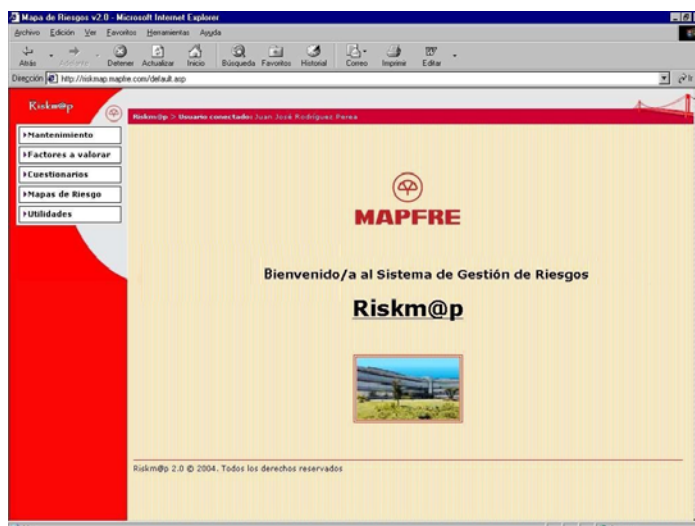 Mapa de Riesgos v2.0 - Microsoft Internet Explorer
Archivo Edición Ver Favoritos Herramientas Ayuda
Atrás Adelante Detener Actualizar Inicio Búsqueda Favoritos Historial Correo Imprimir Editar
Dirección http://riskmap.mapfre.com/default.asp Ir
Riskm@p
Riskm@p > Usuario conectado: Juan José Rodríguez Perea
Mantenimiento
Factores a valorar
Cuestionarios
Mapas de Riesgo
Utilidades
MAPFRE
Bienvenido/a al Sistema de Gestión de Riesgos
Riskm@p
Riskm@p 2.0 © 2004. Todos los derechos reservados